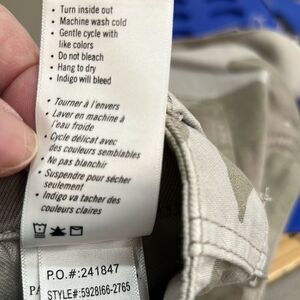 • Turn inside out
• Machine wash cold
• Gentle cycle with
like colors
• Do not bleach
• Hang to dry
• Indigo will bleed
• Tourner à l'envers
• Laver en machine à
l'eau froide
• Cycle délicat avec
des couleurs semblables
• Ne pas blanchir
• Suspendre pour sécher
seulement
• Indigo va tacher des
couleurs claires
P.O.#:241847
STYLE#:5928I66-2765